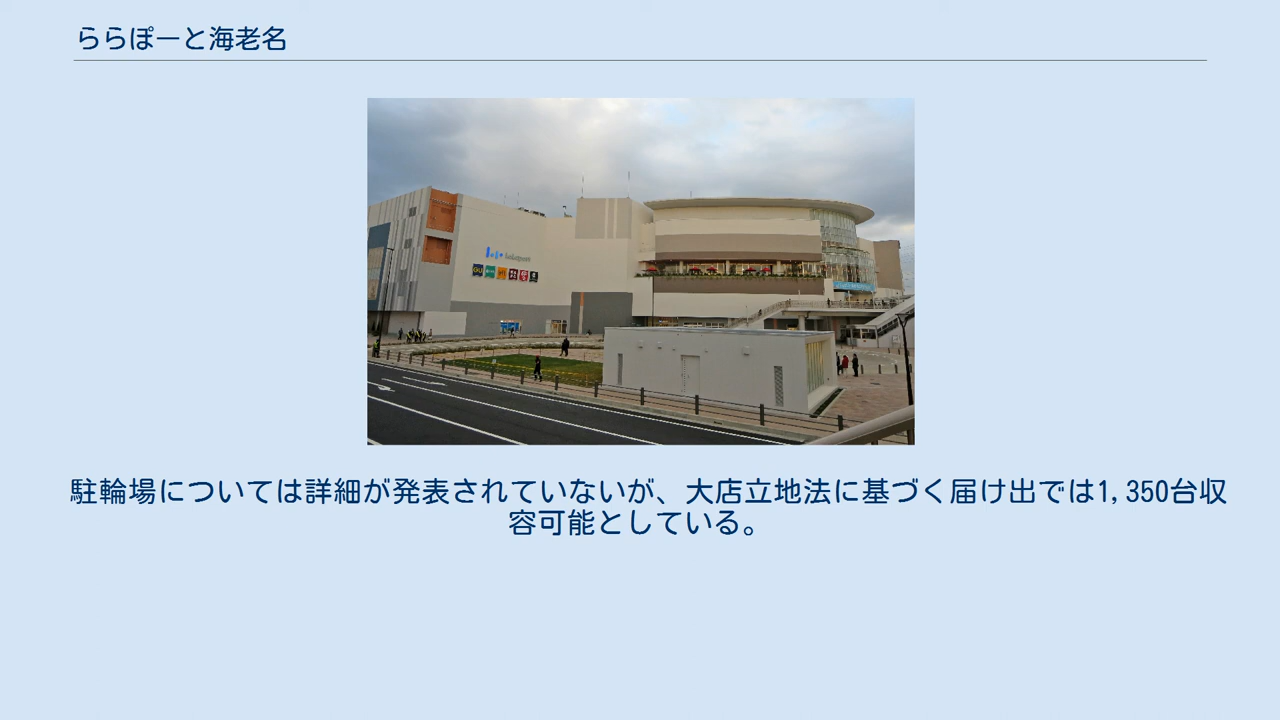 ららぽーと海老名
LaLaport
GU
駐輪場については詳細が発表されていないが、大店立地法に基づく届け出では1,350台収
容可能としている。